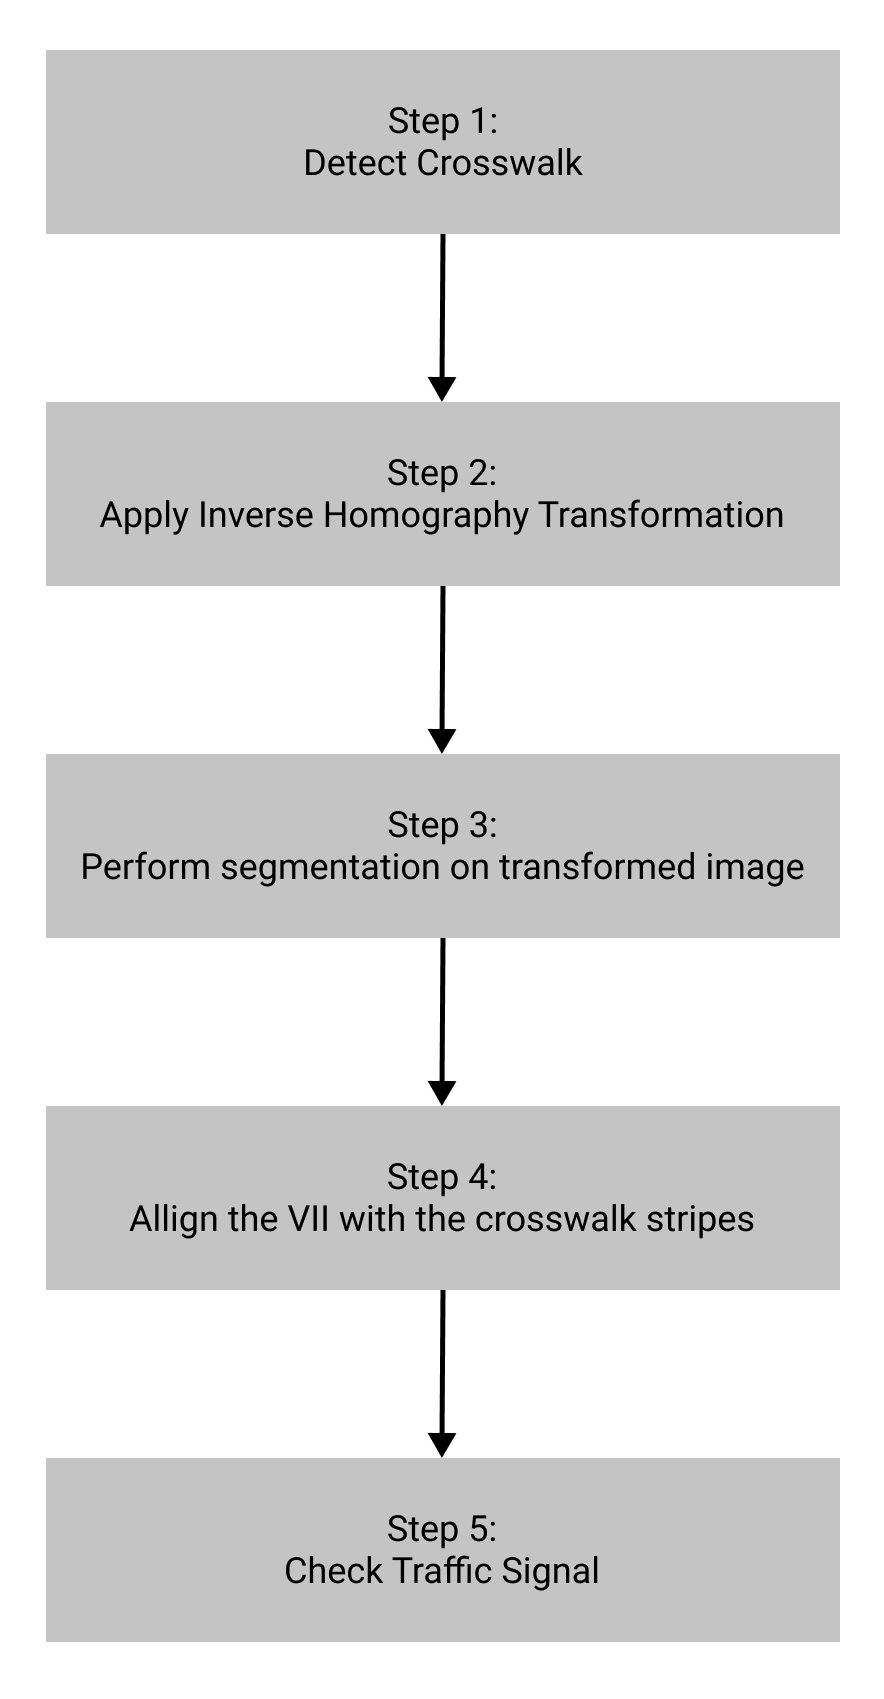 Step 1:
Detect Crosswalk
Step 2:
Apply Inverse Homography Transformation
Step 3:
Perform segmentation on transformed image
Step 4:
Allign the VII with the crosswalk stripes
Step 5:
Check Traffic Signal